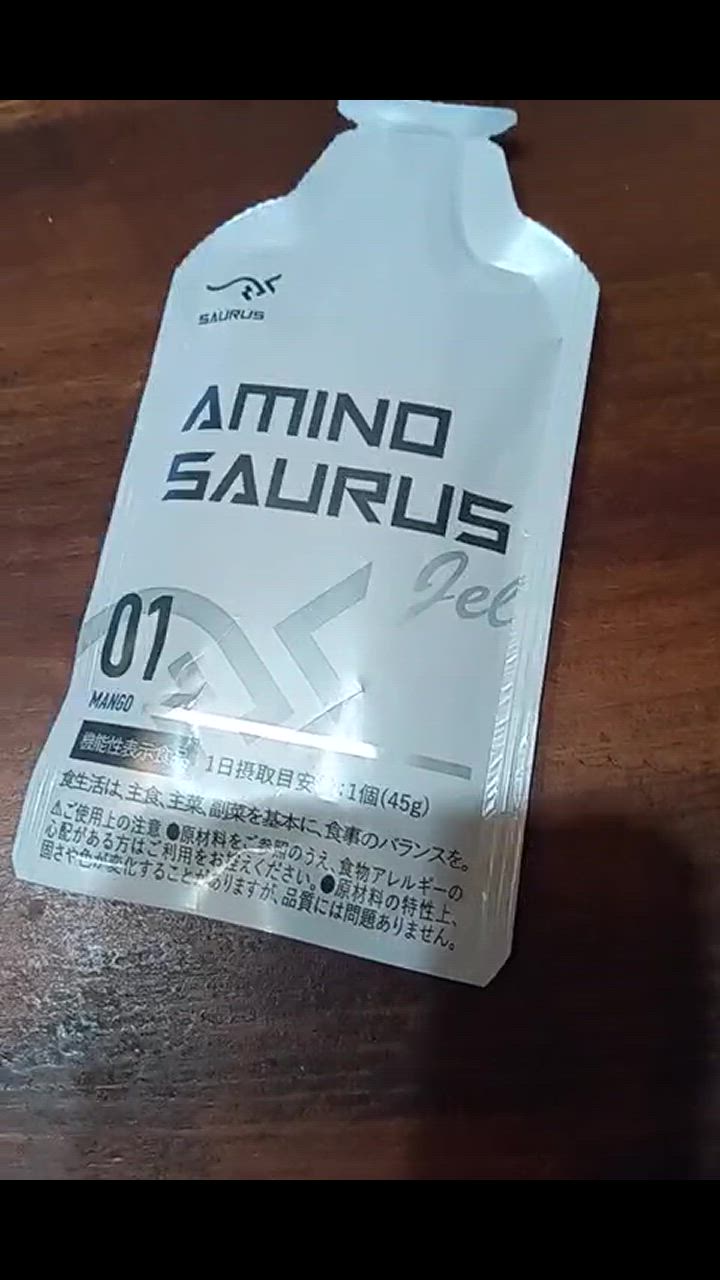 SAURUS
AMINO
SAURUS
Jel
01
MANGO
機能性表示食品 1日摂取目安量:1個(45g)
食生活は、主食、主菜、副菜を基本に、食事のバランスを。
⚠ご使用上の注意 ●原材料をご参照のうえ、食物アレルギーの
心配がある方はご利用をお控えください。●原材料の特性上、
固さや色が変化することがありますが、品質には問題ありません。